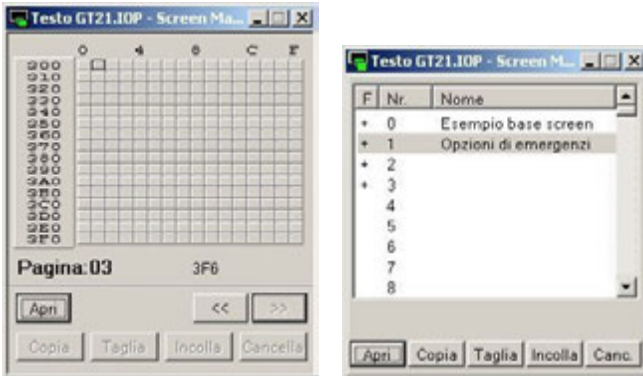 Testo GT21.IOP - Screen Ma...
0 4 8 C F
300
310
320
330
340
350
360
370
380
390
3A0
3B0
3C0
3D0
3E0
3F0
Pagina:03 3F6
Apri << >>
Copia Taglia Incolla Cancella
Testo GT21.IOP - Screen M...
F Nr. Nome
+ 0 Esempio base screen
+ 1 Opzioni di emergenzi
+ 2
+ 3
4
5
6
7
8
Apri Copia Taglia Incolla Canc.